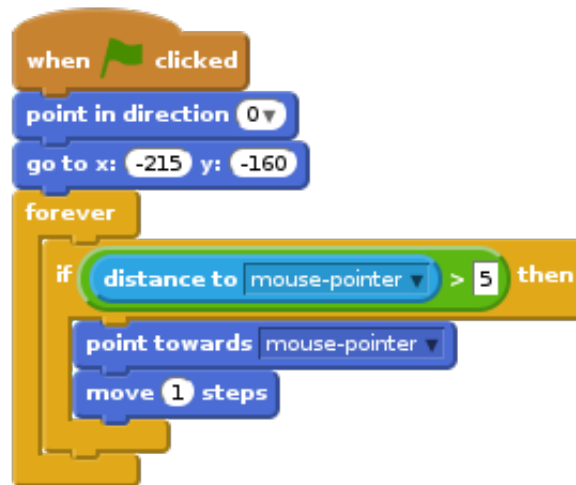 when clicked
point in direction 0
go to x: -215 y: -160
forever
if distance to mouse-pointer > 5 then
point towards mouse-pointer
move 1 steps